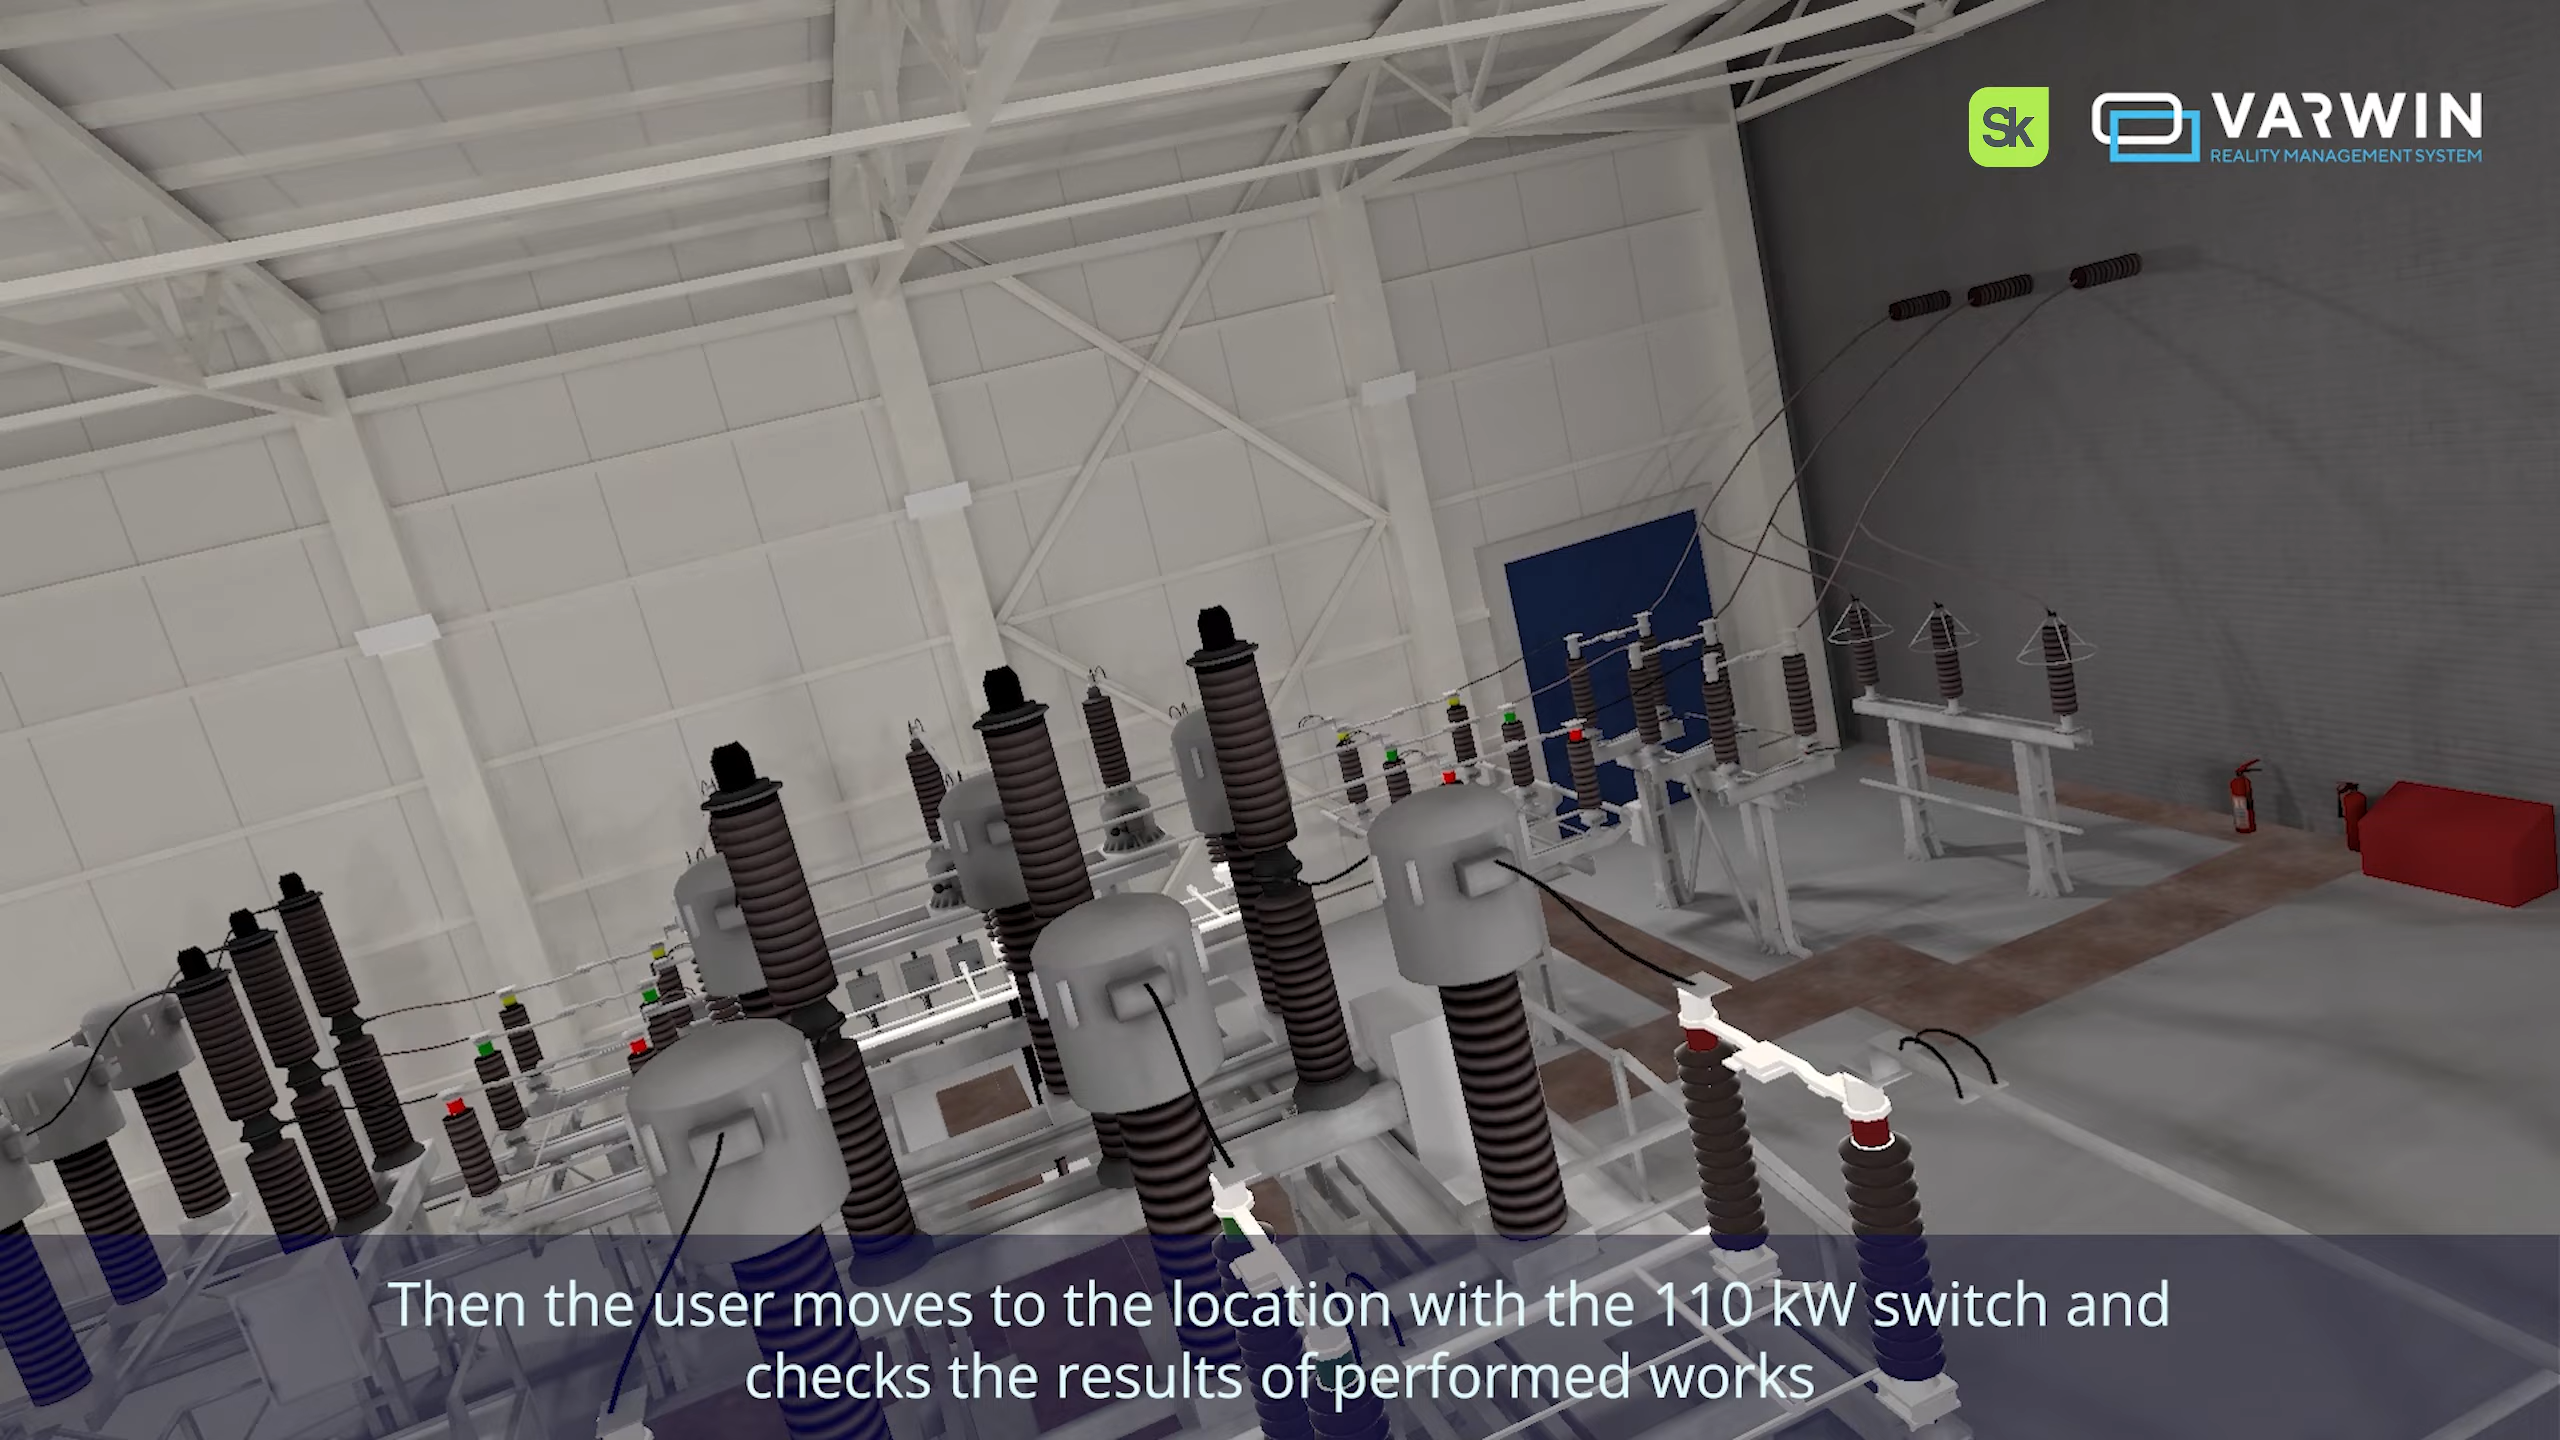 Sk
VARWIN
REALITY MANAGEMENT SYSTEM
Then the user moves to the location with the 110 kW switch and
checks the results of performed works